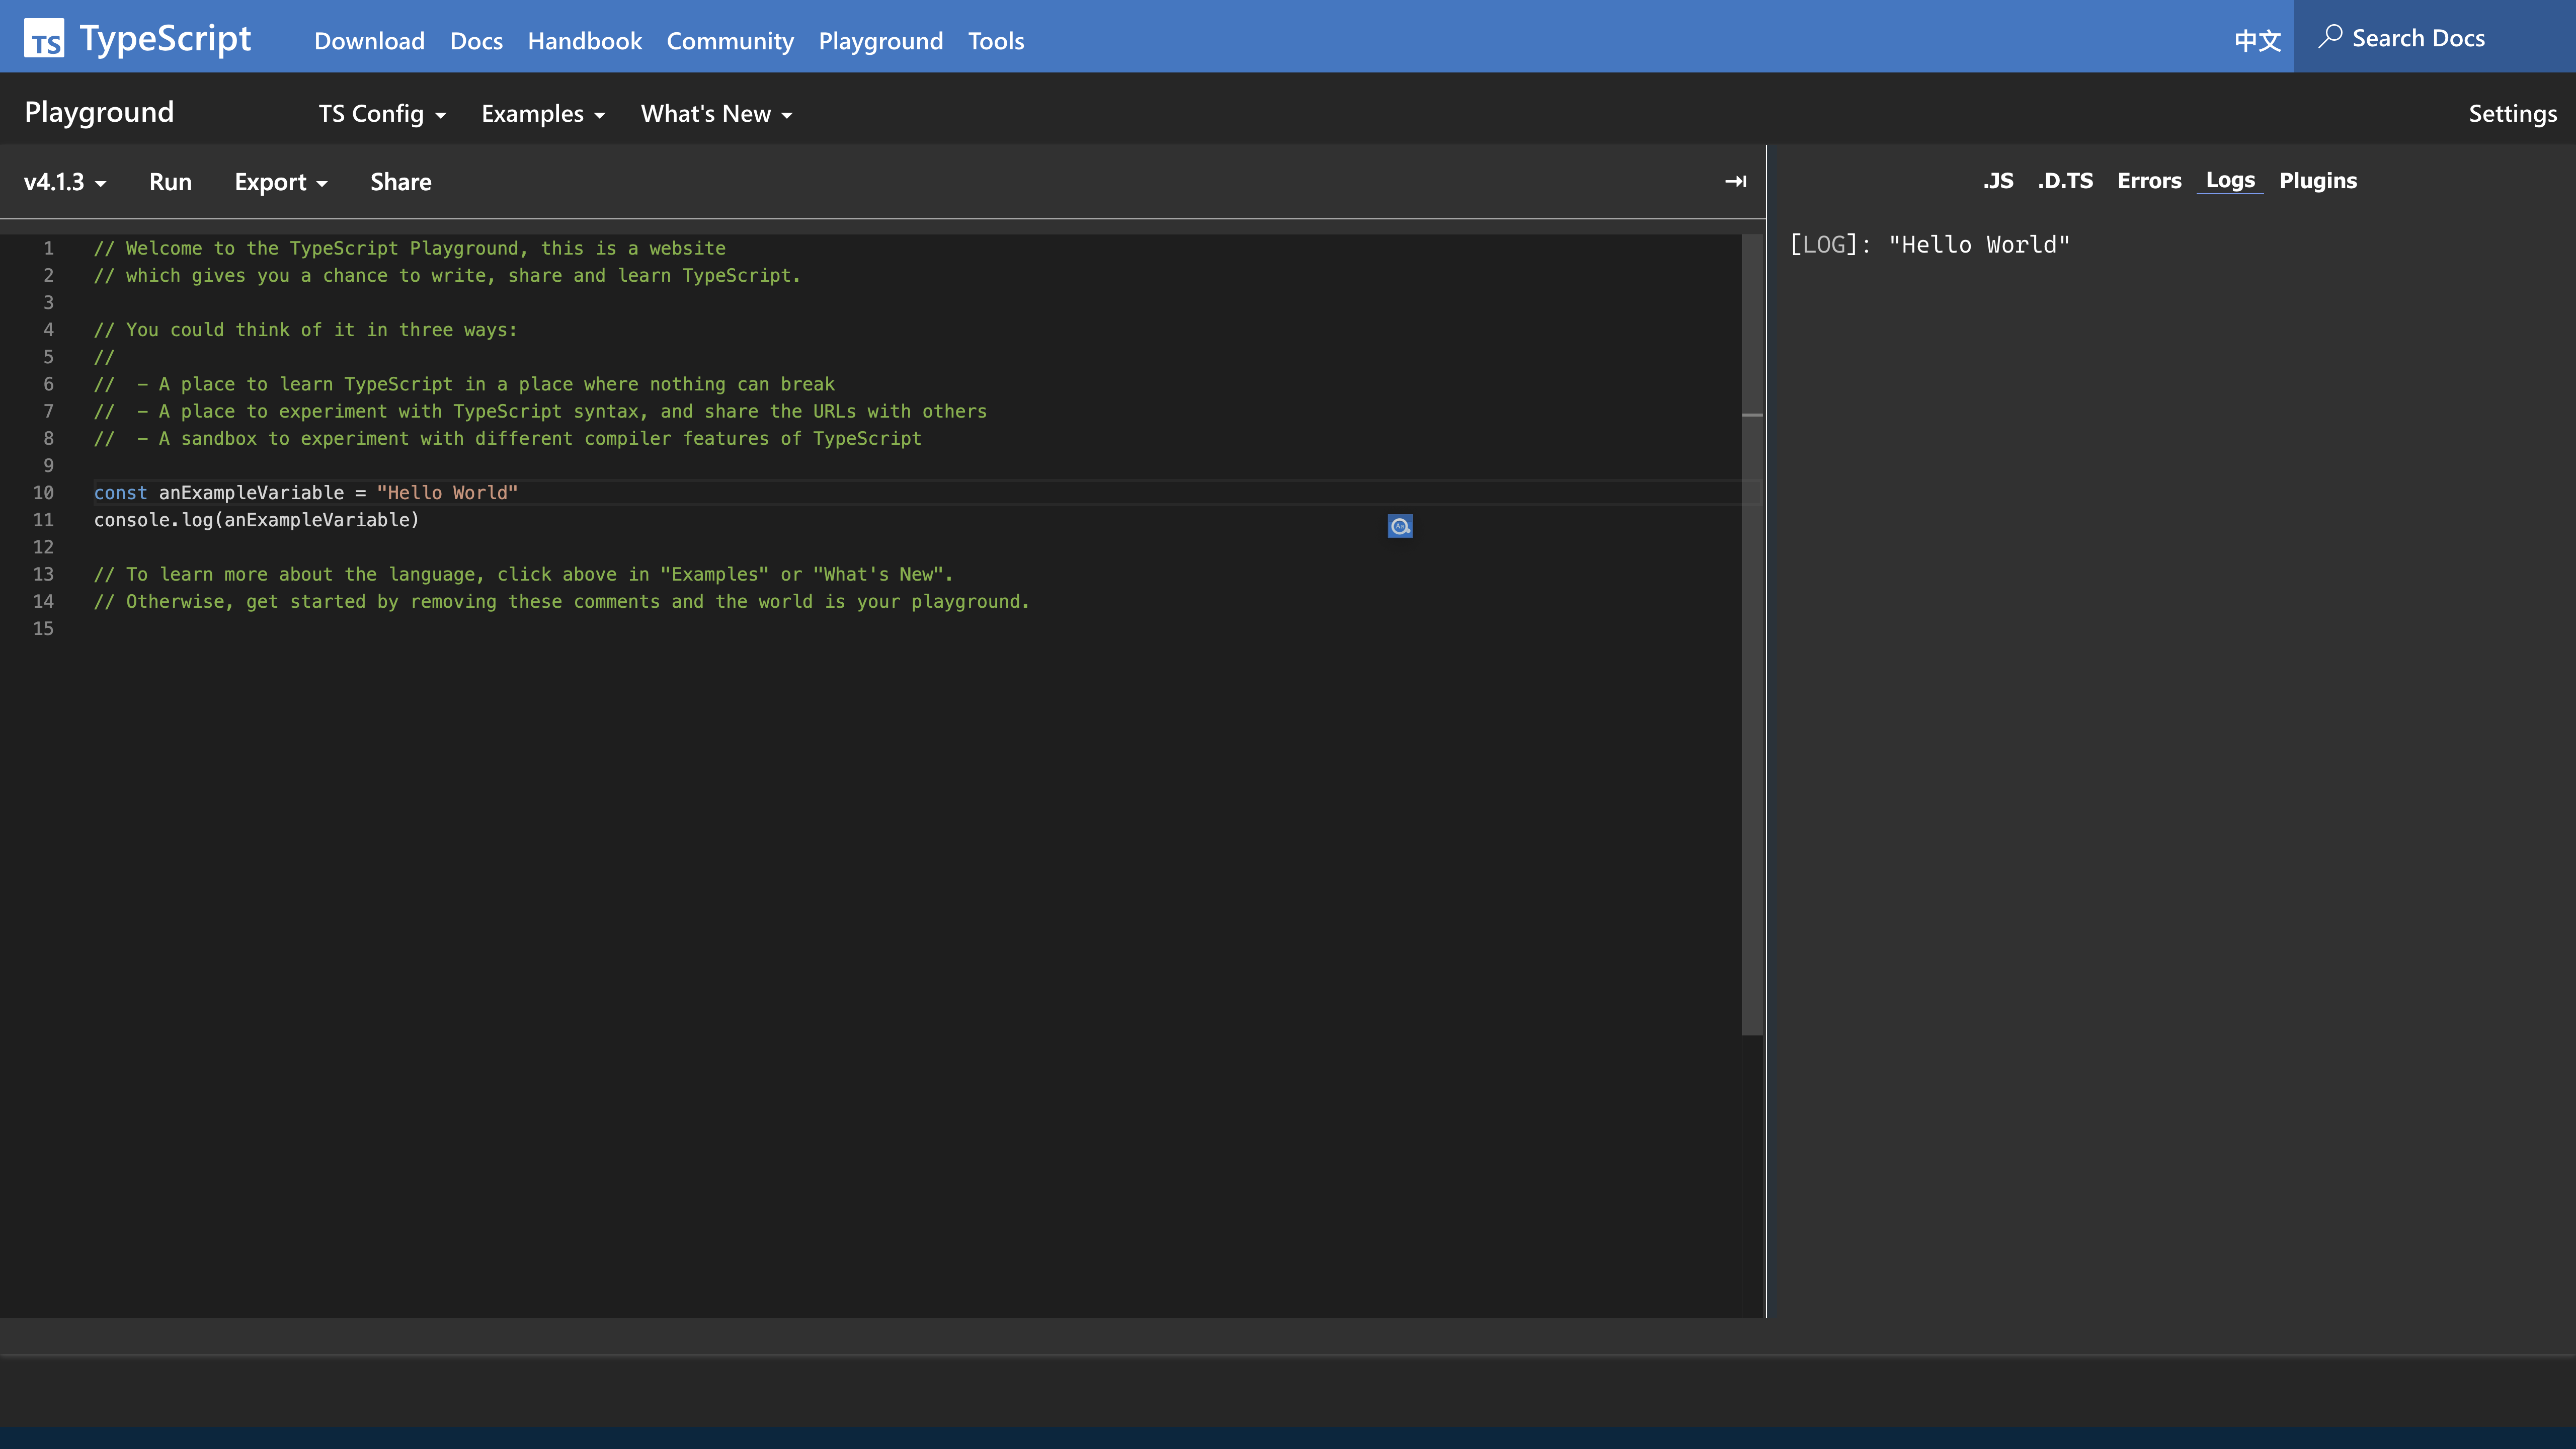 TS TypeScript Download Docs Handbook Community Playground Tools 中文 Search Docs
Playground TS Config Examples What's New Settings
v4.1.3 Run Export Share
.JS .D.TS Errors Logs Plugins
1 // Welcome to the TypeScript Playground, this is a website
2 // which gives you a chance to write, share and learn TypeScript.
3
4 // You could think of it in three ways:
5 //
6 //  - A place to learn TypeScript in a place where nothing can break
7 //  - A place to experiment with TypeScript syntax, and share the URLs with others
8 //  - A sandbox to experiment with different compiler features of TypeScript
9
10 const anExampleVariable = "Hello World"
11 console.log(anExampleVariable)
12
13 // To learn more about the language, click above in "Examples" or "What's New".
14 // Otherwise, get started by removing these comments and the world is your playground.
15
[LOG]: "Hello World"